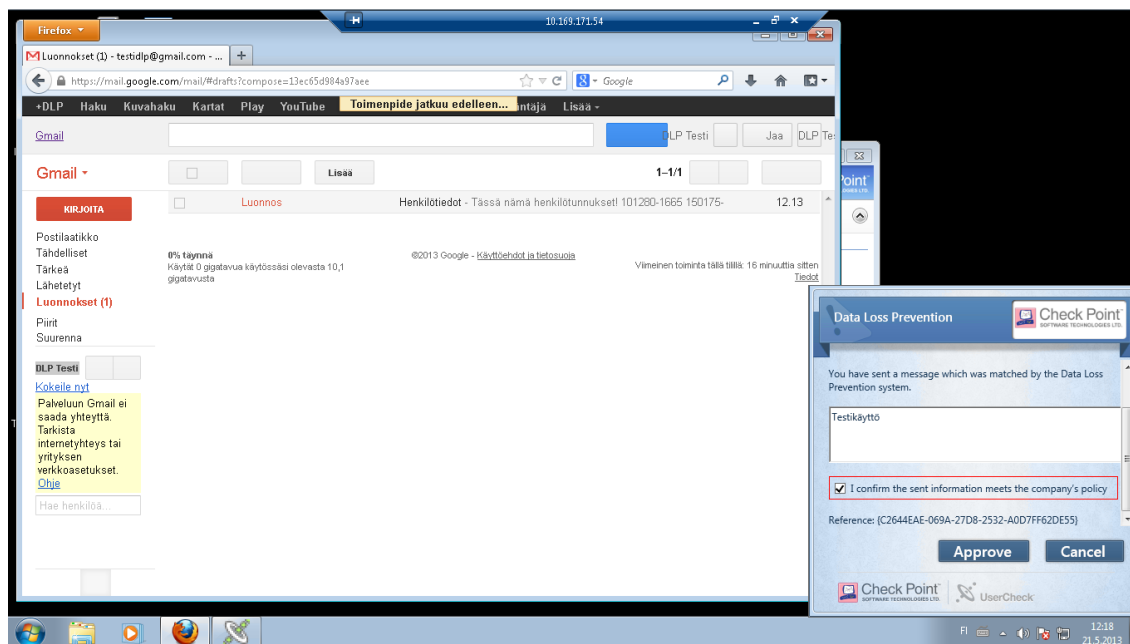 10.169.171.54
Firefox
Luonnokset (1) - testidlp@gmail.com - ...
https://mail.google.com/mail/#drafts?compose=13ec65d984a97aee
Google
+DLP Haku Kuvahaku Kartat Play YouTube Toimenpide jatkuu edelleen... ntäjä Lisää
Gmail
DLP Testi Jaa DLP Te
Gmail
Lisää
1–1/1
KIRJOITA
Luonnos Henkilötiedot - Tässä nämä henkilötunnukset! 101280-1665 150175- 12.13
Postilaatikko
Tähdelliset
Tärkeä
Lähetetyt
Luonnokset (1)
Piirit
Suurenna
0% täynnä
Käytät 0 gigatavua käytössäsi olevasta 10,1
gigatavusta
©2013 Google - Käyttöehdot ja tietosuoja
Viimeinen toiminta tällä tilillä: 16 minuuttia sitten
Tiedot
DLP Testi
Kokeile nyt
Palveluun Gmail ei
saada yhteyttä.
Tarkista
internetyhteys tai
yrityksen
verkkoasetukset.
Ohje
Hae henkilöä...
Point
Data Loss Prevention
Check Point
SOFTWARE TECHNOLOGIES LTD.
You have sent a message which was matched by the Data Loss
Prevention system.
Testikäyttö
I confirm the sent information meets the company's policy
Reference: {C2644EAE-069A-27D8-2532-A0D7FF62DE55}
Approve Cancel
Check Point
SOFTWARE TECHNOLOGIES LTD.
UserCheck
FI
12:18
21.5.2013